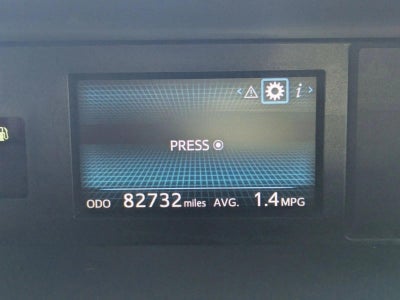 i
PRESS
ODO 82732 miles AVG. 1.4 MPG